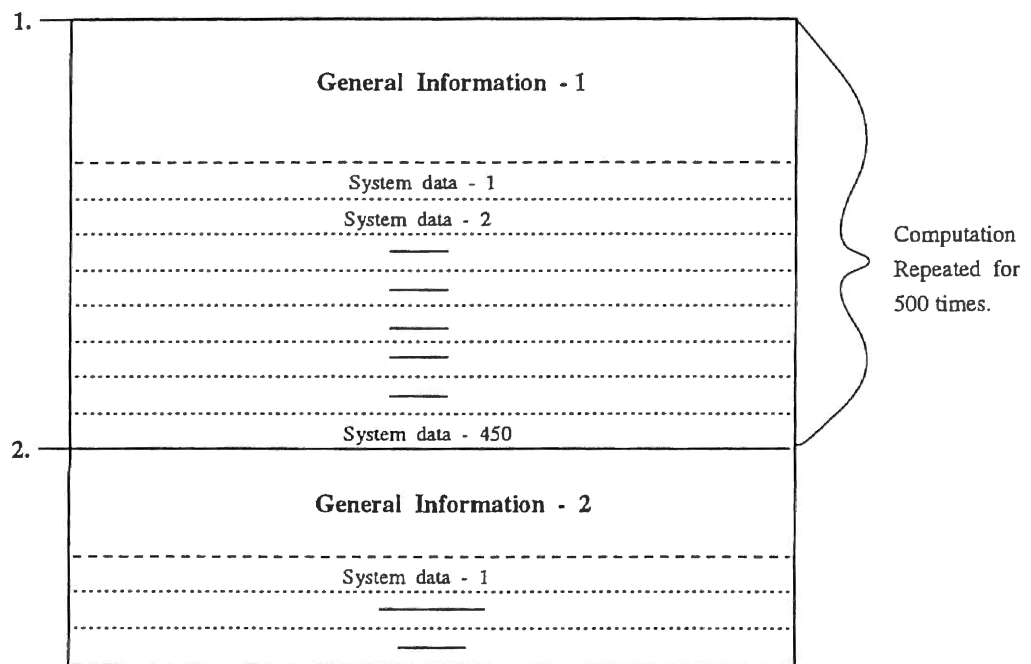 1.
General Information - 1
System data - 1
System data - 2
Computation
Repeated for
500 times.
System data - 450
2.
General Information - 2
System data - 1